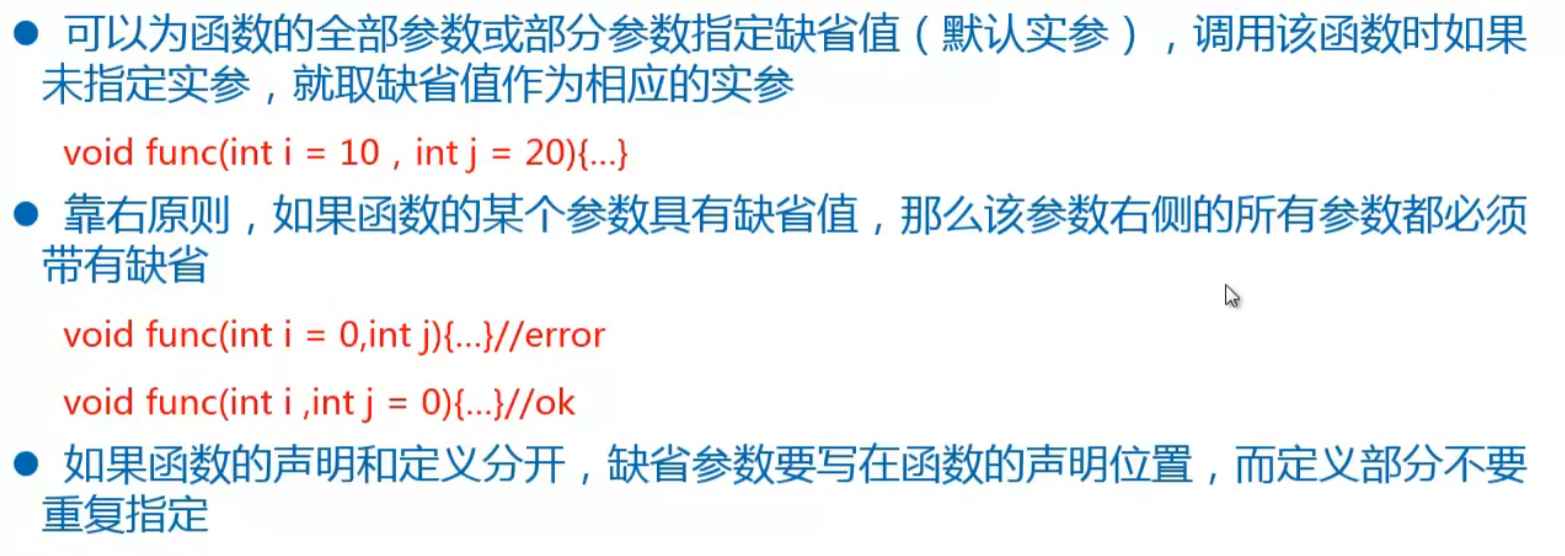 ● 可以为函数的全部参数或部分参数指定缺省值（默认实参），调用该函数时如果
未指定实参，就取缺省值作为相应的实参
void func(int i = 10 , int j = 20){...}
● 靠右原则，如果函数的某个参数具有缺省值，那么该参数右侧的所有参数都必须
带有缺省
void func(int i = 0,int j){...}//error
void func(int i ,int j = 0){...}//ok
● 如果函数的声明和定义分开，缺省参数要写在函数的声明位置，而定义部分不要
重复指定